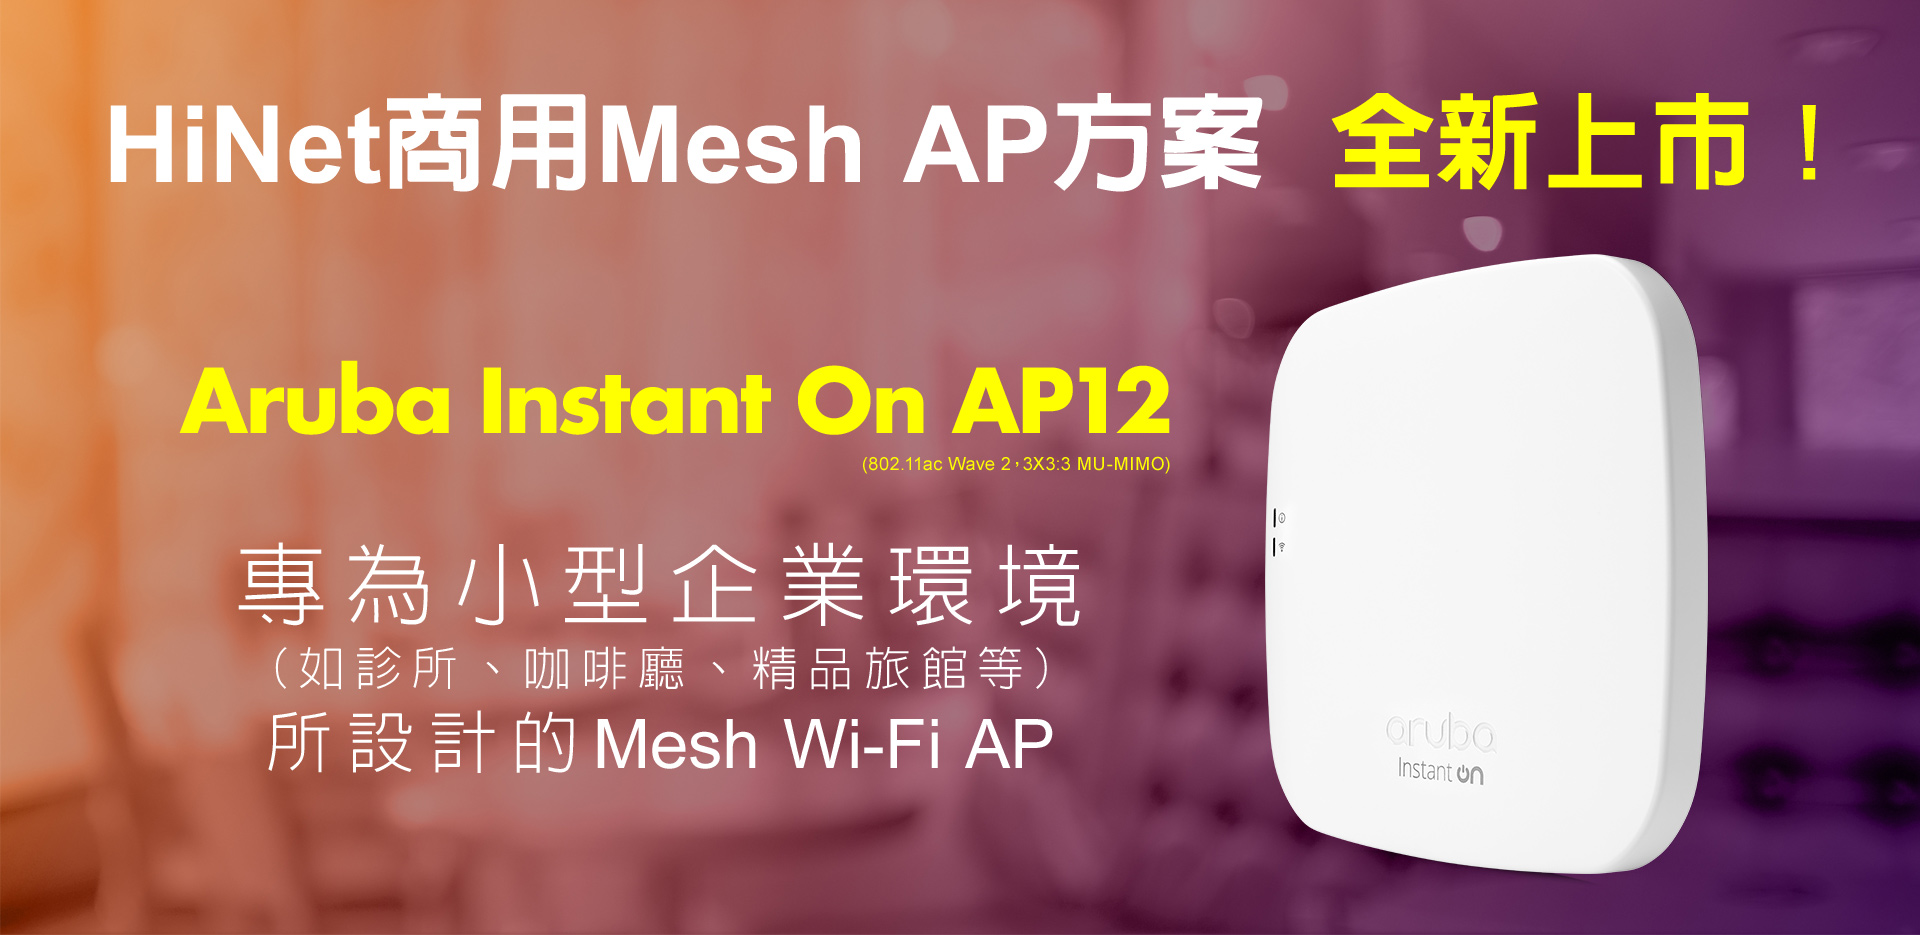 HiNet商用Mesh AP方案 全新上市！
Aruba Instant On AP12
(802.11ac Wave 2，3X3:3 MU-MIMO)
專為小型企業環境
（如診所、咖啡廳、精品旅館等）
所設計的Mesh Wi-Fi AP
aruba
Instant On